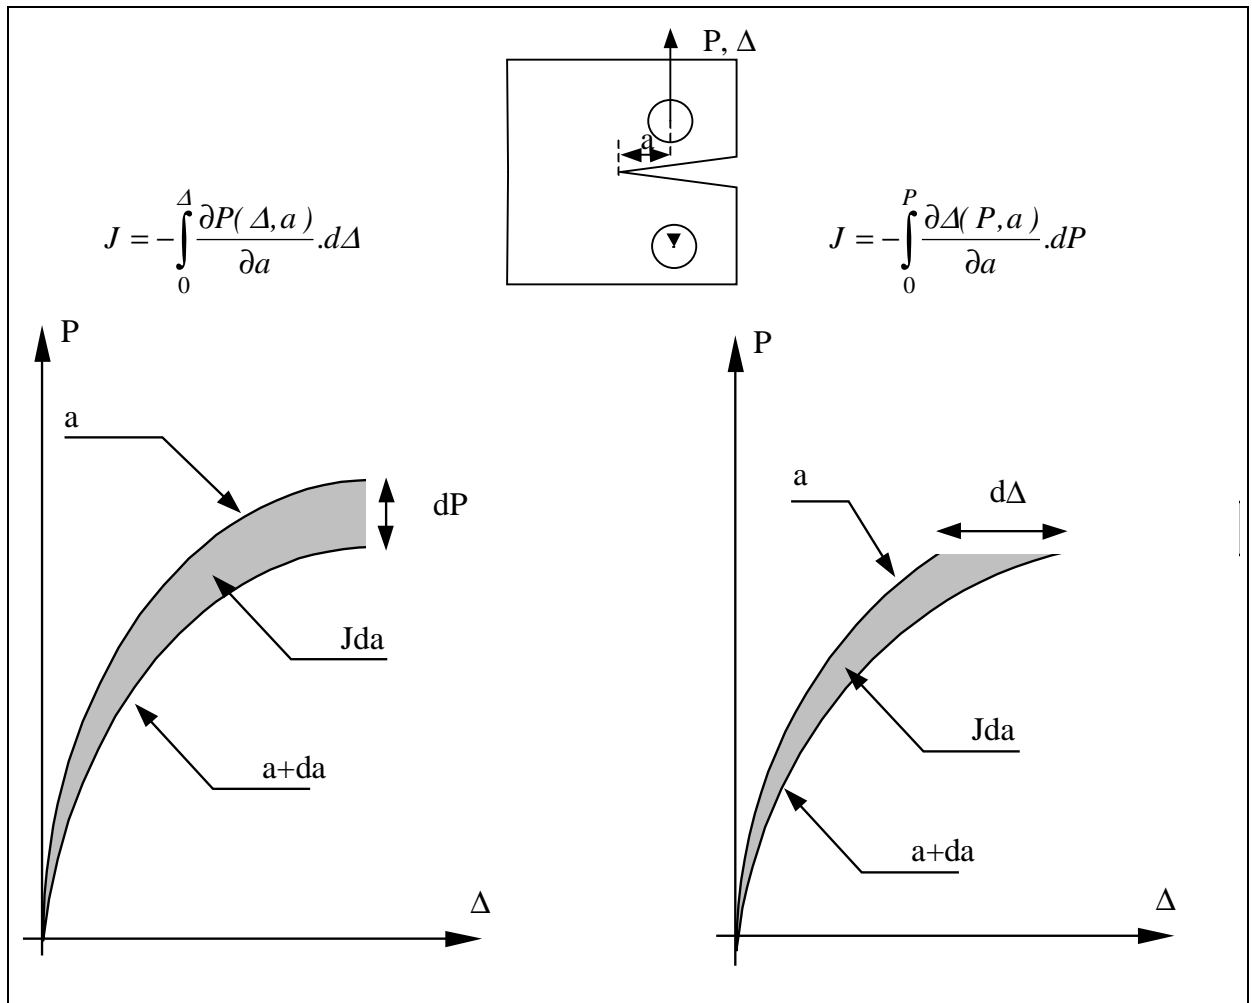 P, Δ
a
J = -∫₀^Δ ∂P( Δ,a ) / ∂a .dΔ
J = -∫₀^P ∂Δ( P,a ) / ∂a .dP
P
a
dP
Jda
a+da
Δ
P
a
dΔ
Jda
a+da
Δ